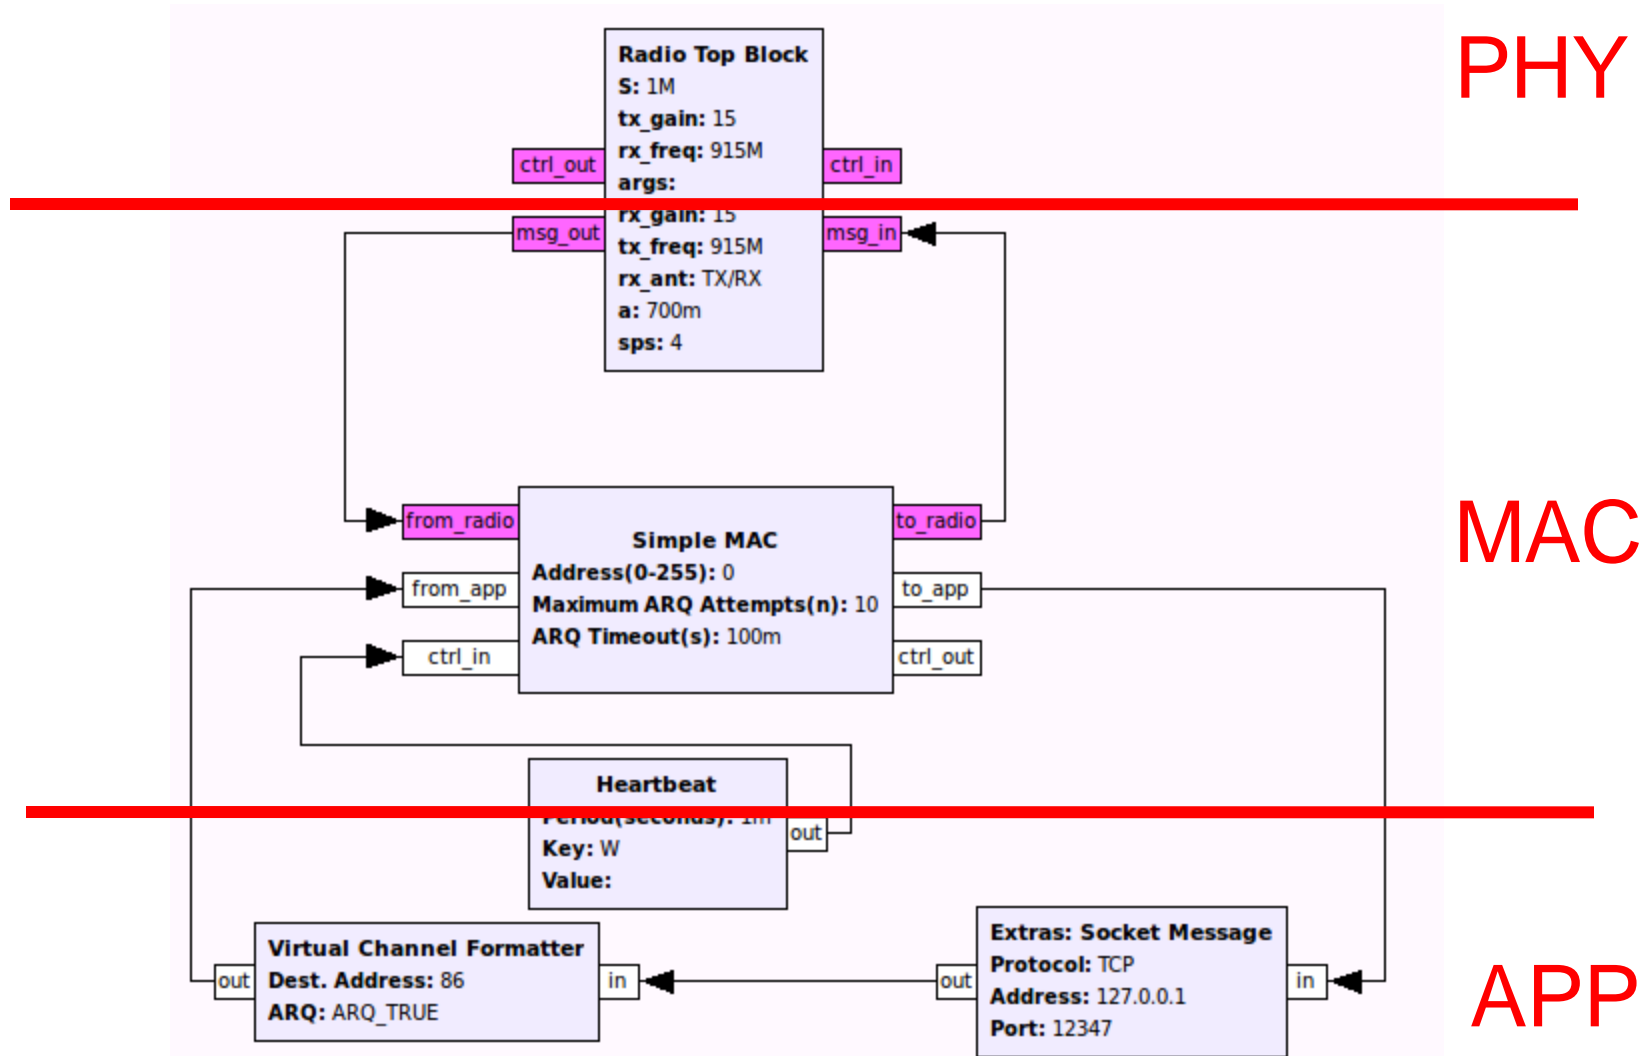 PHY
Radio Top Block
S: 1M
tx_gain: 15
rx_freq: 915M
args:
rx_gain: 15
tx_freq: 915M
rx_ant: TX/RX
a: 700m
sps: 4
ctrl_out
ctrl_in
msg_out
msg_in
MAC
from_radio
to_radio
from_app
to_app
ctrl_in
ctrl_out
Simple MAC
Address(0-255): 0
Maximum ARQ Attempts(n): 10
ARQ Timeout(s): 100m
Heartbeat
Period(seconds): 1m
Key: W
Value:
out
APP
Virtual Channel Formatter
Dest. Address: 86
ARQ: ARQ_TRUE
out
in
Extras: Socket Message
Protocol: TCP
Address: 127.0.0.1
Port: 12347
out
in